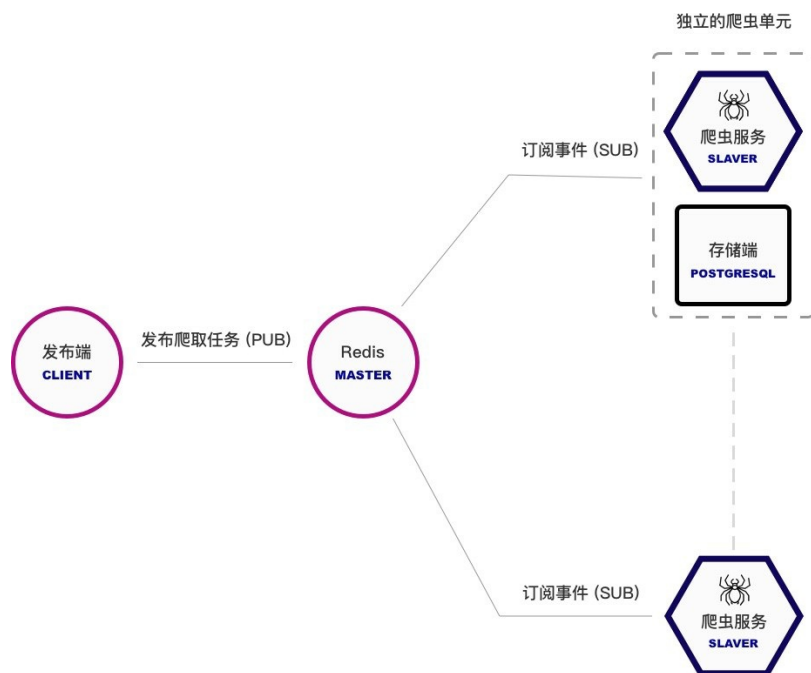 独立的爬虫单元
爬虫服务
SLAVER
订阅事件 (SUB)
存储端
POSTGRESQL
发布端
CLIENT
发布爬取任务 (PUB)
Redis
MASTER
订阅事件 (SUB)
爬虫服务
SLAVER